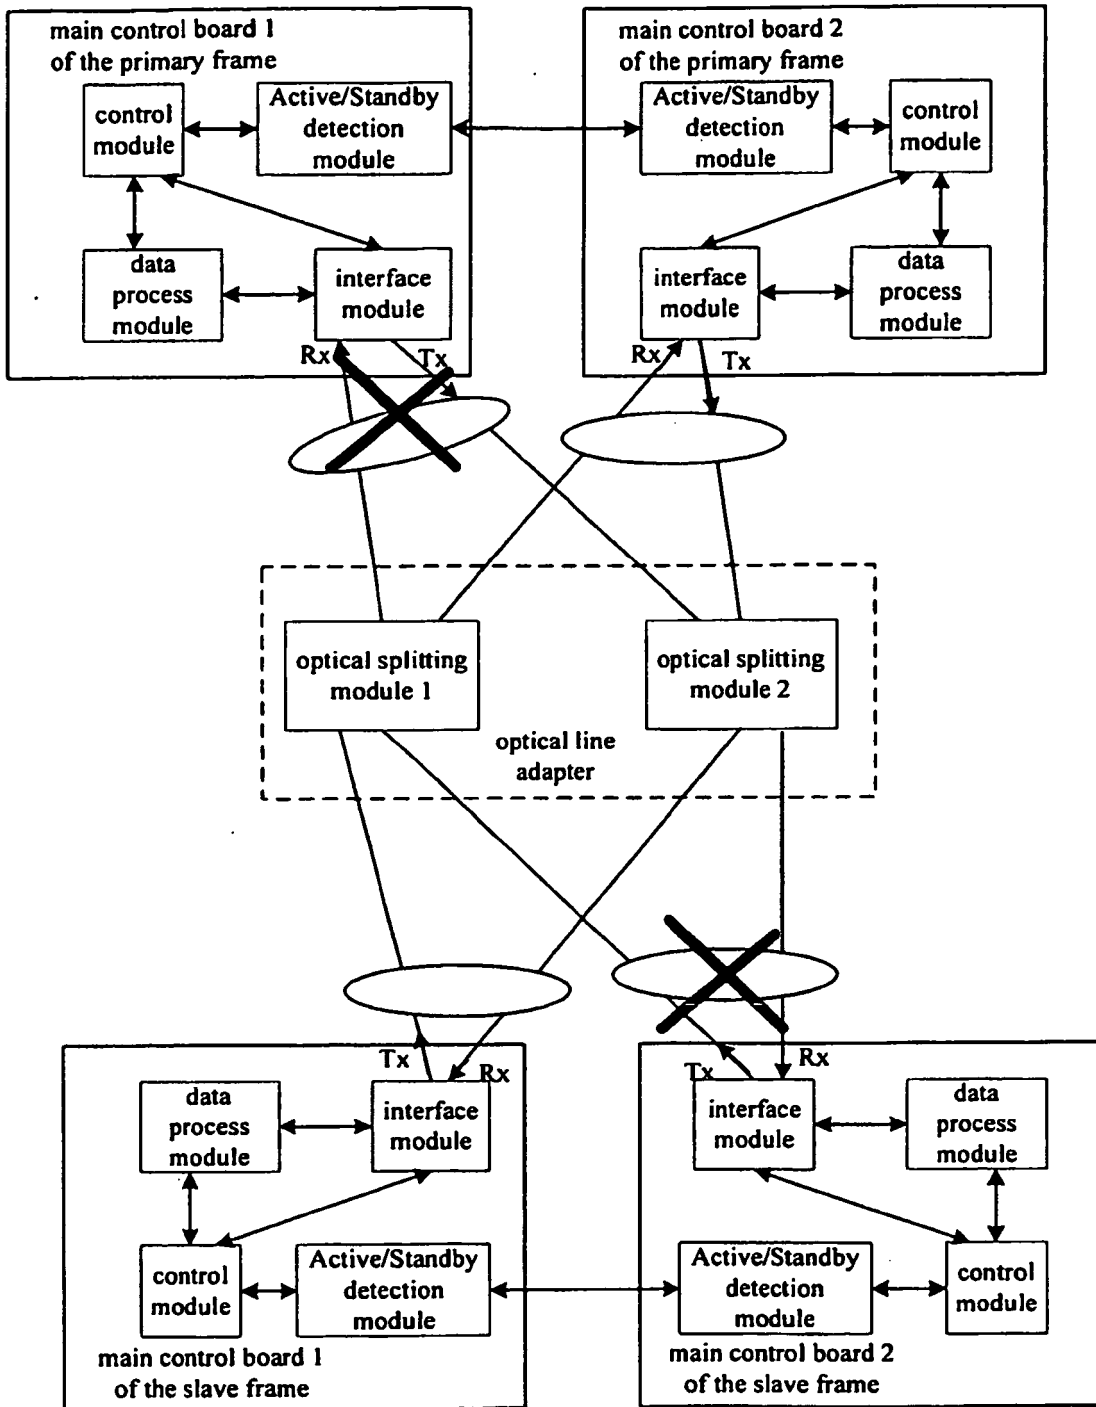 main control board 1
of the primary frame
control
module
Active/Standby
detection
module
data
process
module
interface
module
Rx
Tx
main control board 2
of the primary frame
Active/Standby
detection
module
control
module
interface
module
data
process
module
Rx
Tx
optical splitting
module 1
optical splitting
module 2
optical line
adapter
Tx
Rx
data
process
module
interface
module
control
module
Active/Standby
detection
module
main control board 1
of the slave frame
Tx
Rx
interface
module
data
process
module
Active/Standby
detection
module
control
module
main control board 2
of the slave frame